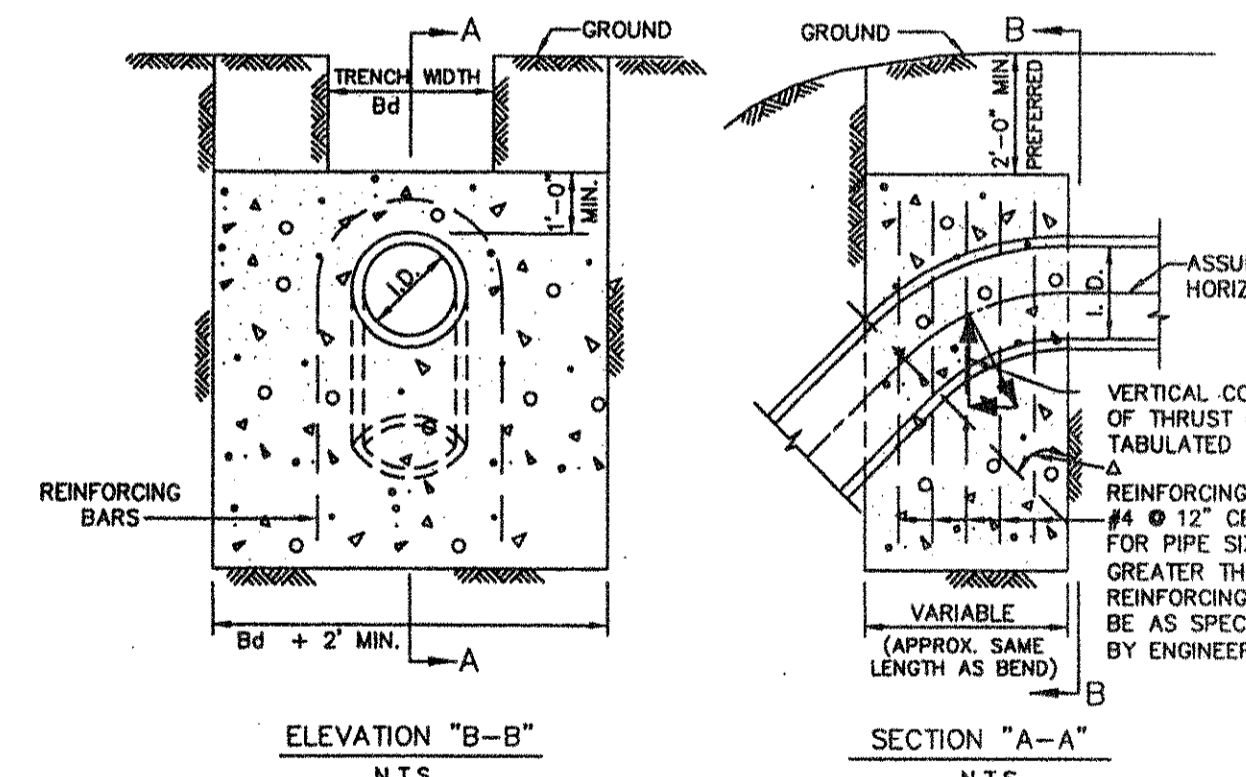 A
GROUND
TRENCH WIDTH
Bd
1'-0"
MIN.
I.D.
REINFORCING
BARS
Bd + 2' MIN.
A
ELEVATION "B-B"
N.T.S.
GROUND
B
2'-0" MIN.
PREFERRED
I. D.
VERTICAL
OF THRUST
TABULATED
Δ
REINFORCING
#4 @ 12"
FOR PIPE
GREATER
REINFORCING
BE AS
BY
VARIABLE
(APPROX. SAME
LENGTH AS BEND)
B
SECTION "A-A"